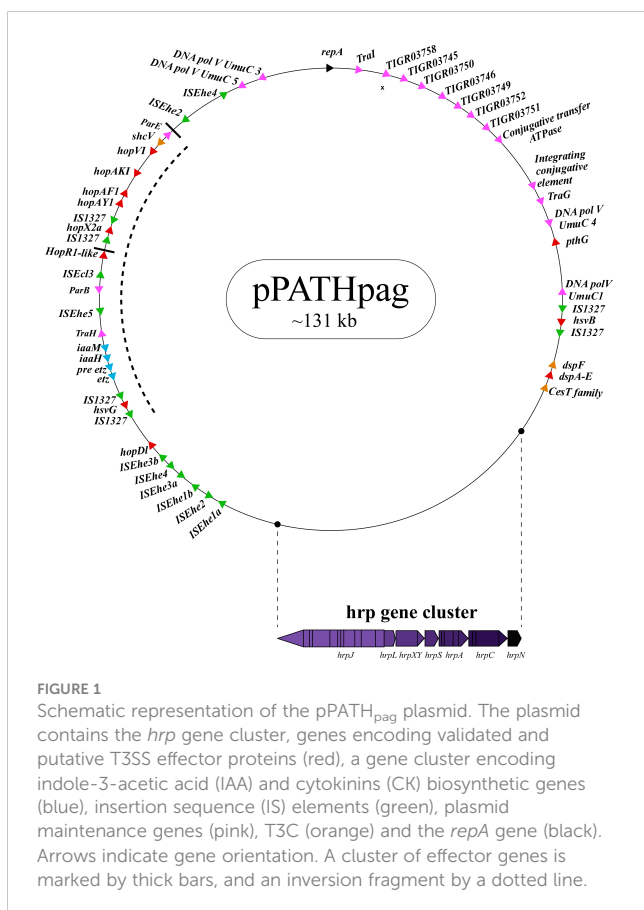 repA
TraI
TIGR03758
TIGR03745
TIGR03750
TIGR03746
TIGR03749
TIGR03752
TIGR03751
Conjugative transfer
ATPase
x
Integrating
conjugative
element
TraG
DNA pol V
UmuC 4
pthG
DNA polV
UmuC1
IS1327
hsvB
IS1327
dspF
dspA-E
CesT family
DNA pol V UmuC 3
DNA pol V UmuC 5
ISEhe4
ISEhe2
ParE
shcV
hopVI
hopAKI
hopAF1
hopAY1
IS1327
hopX2a
IS1327
HopR1-like
ISEcl3
ParB
ISEhe5
TraH
iaaM
iaaH
pre etz
etz
IS1327
hsvG
IS1327
hopDI
ISEhe3b
ISEhe4
ISEhe3a
ISEhe1b
ISEhe2
ISEhe1a
pPATHpag
~131 kb
hrp gene cluster
hrpJ hrpL hrpXY hrpS hrpA hrpC hrpN
FIGURE 1
Schematic representation of the pPATHpag plasmid. The plasmid
contains the hrp gene cluster, genes encoding validated and
putative T3SS effector proteins (red), a gene cluster encoding
indole-3-acetic acid (IAA) and cytokinins (CK) biosynthetic genes
(blue), insertion sequence (IS) elements (green), plasmid
maintenance genes (pink), T3C (orange) and the repA gene (black).
Arrows indicate gene orientation. A cluster of effector genes is
marked by thick bars, and an inversion fragment by a dotted line.